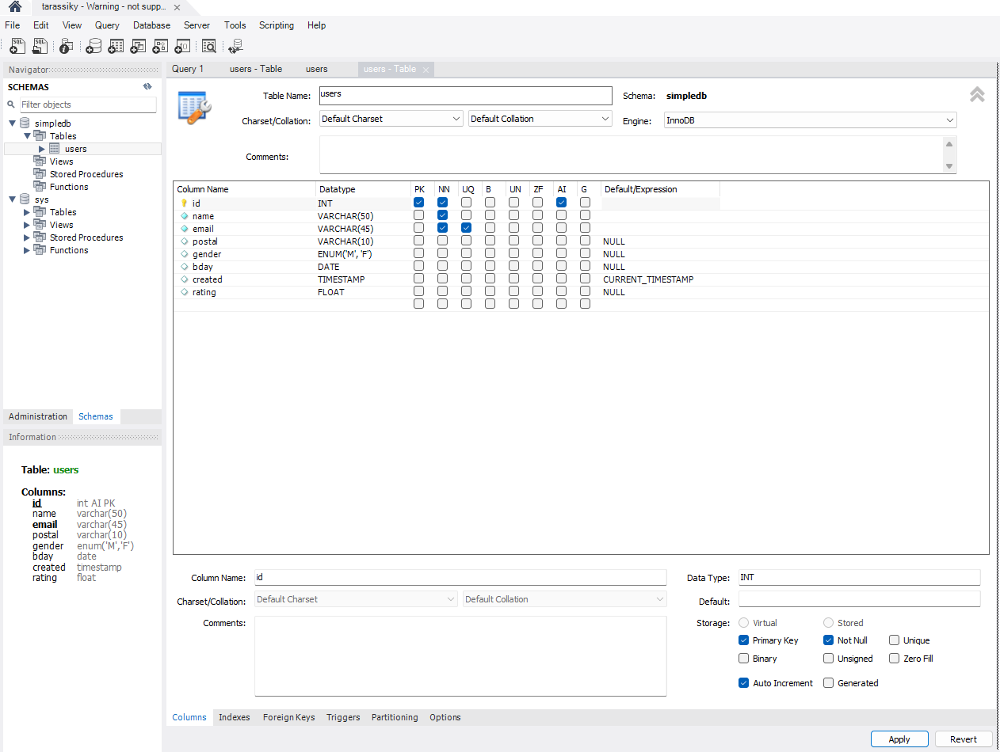 tarassiky - Warning - not supp...
File Edit View Query Database Server Tools Scripting Help
Navigator
SCHEMAS
Filter objects
simpledb
Tables
users
Views
Stored Procedures
Functions
sys
Tables
Views
Stored Procedures
Functions
Administration Schemas
Information
Table: users
Columns:
id int AI PK
name varchar(50)
email varchar(45)
postal varchar(10)
gender enum('M','F')
bday date
created timestamp
rating float
Query 1 users - Table users users - Table
Table Name: users Schema: simpledb
Charset/Collation: Default Charset Default Collation Engine: InnoDB
Comments:
Column Name Datatype PK NN UQ B UN ZF AI G Default/Expression
id INT
name VARCHAR(50)
email VARCHAR(45)
postal VARCHAR(10) NULL
gender ENUM('M', 'F') NULL
bday DATE NULL
created TIMESTAMP CURRENT_TIMESTAMP
rating FLOAT NULL
Column Name: id Data Type: INT
Charset/Collation: Default Charset Default Collation Default:
Comments: Storage: Virtual Stored
Primary Key Not Null Unique
Binary Unsigned Zero Fill
Auto Increment Generated
Columns Indexes Foreign Keys Triggers Partitioning Options
Apply Revert